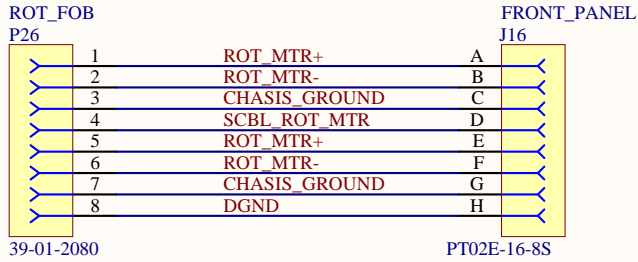 ROT_FOB FRONT_PANEL
P26 J16
1 ROT_MTR+ A
2 ROT_MTR- B
3 CHASIS_GROUND C
4 SCBL_ROT_MTR D
5 ROT_MTR+ E
6 ROT_MTR- F
7 CHASIS_GROUND G
8 DGND H
39-01-2080 PT02E-16-8S